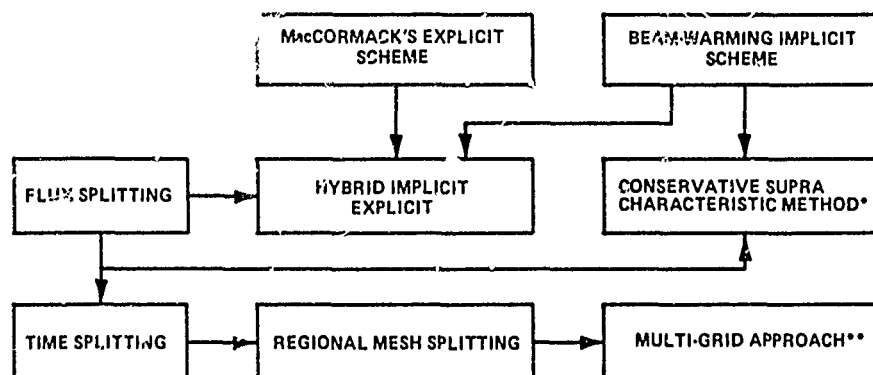 MacCORMACK'S EXPLICIT
SCHEME
BEAM-WARMING IMPLICIT
SCHEME
FLUX SPLITTING
HYBRID IMPLICIT
EXPLICIT
CONSERVATIVE SUPRA
CHARACTERISTIC METHOD*
TIME SPLITTING
REGIONAL MESH SPLITTING
MULTI-GRID APPROACH**